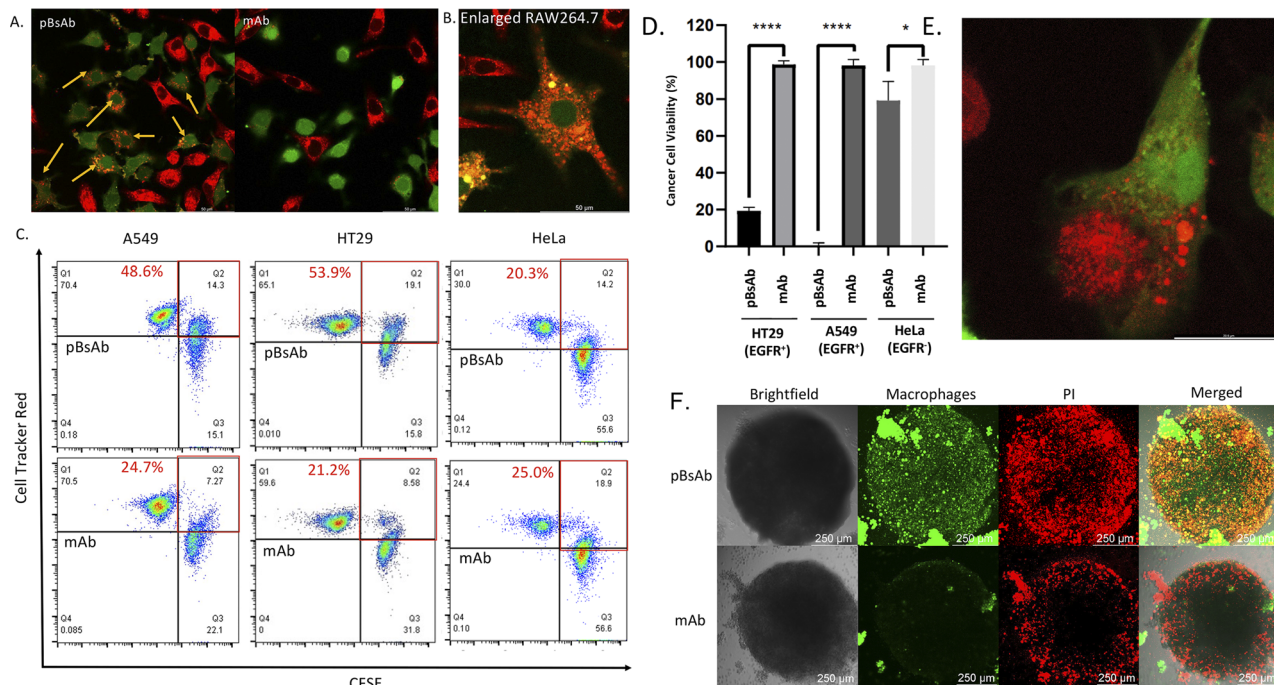 A.
pBsAb
mAb
50 μm
50 μm
B.
Enlarged RAW264.7
50 μm
C.
A549
HT29
HeLa
Cell Tracker Red
Q1
70.4
48.6%
Q2
14.3
pBsAb
Q4
0.18
Q3
15.1
Q1
65.1
53.9%
Q2
19.1
pBsAb
Q4
0.010
Q3
15.8
Q1
30.0
20.3%
Q2
14.2
pBsAb
Q4
0.12
Q3
55.6
Q1
70.5
24.7%
Q2
7.27
mAb
Q4
0.085
Q3
22.1
Q1
59.6
21.2%
Q2
8.58
mAb
Q4
0
Q3
31.8
Q1
24.4
25.0%
Q2
18.9
mAb
Q4
0.10
Q3
56.6
CFSE
D.
Cancer Cell Viability (%)
120
100
80
60
40
20
0
****
****
*
pBsAb
mAb
pBsAb
mAb
pBsAb
mAb
HT29
(EGFR⁺)
A549
(EGFR⁺)
HeLa
(EGFR⁻)
E.
F.
Brightfield
Macrophages
PI
Merged
pBsAb
250 μm
250 μm
250 μm
250 μm
mAb
250 μm
250 μm
250 μm
250 μm